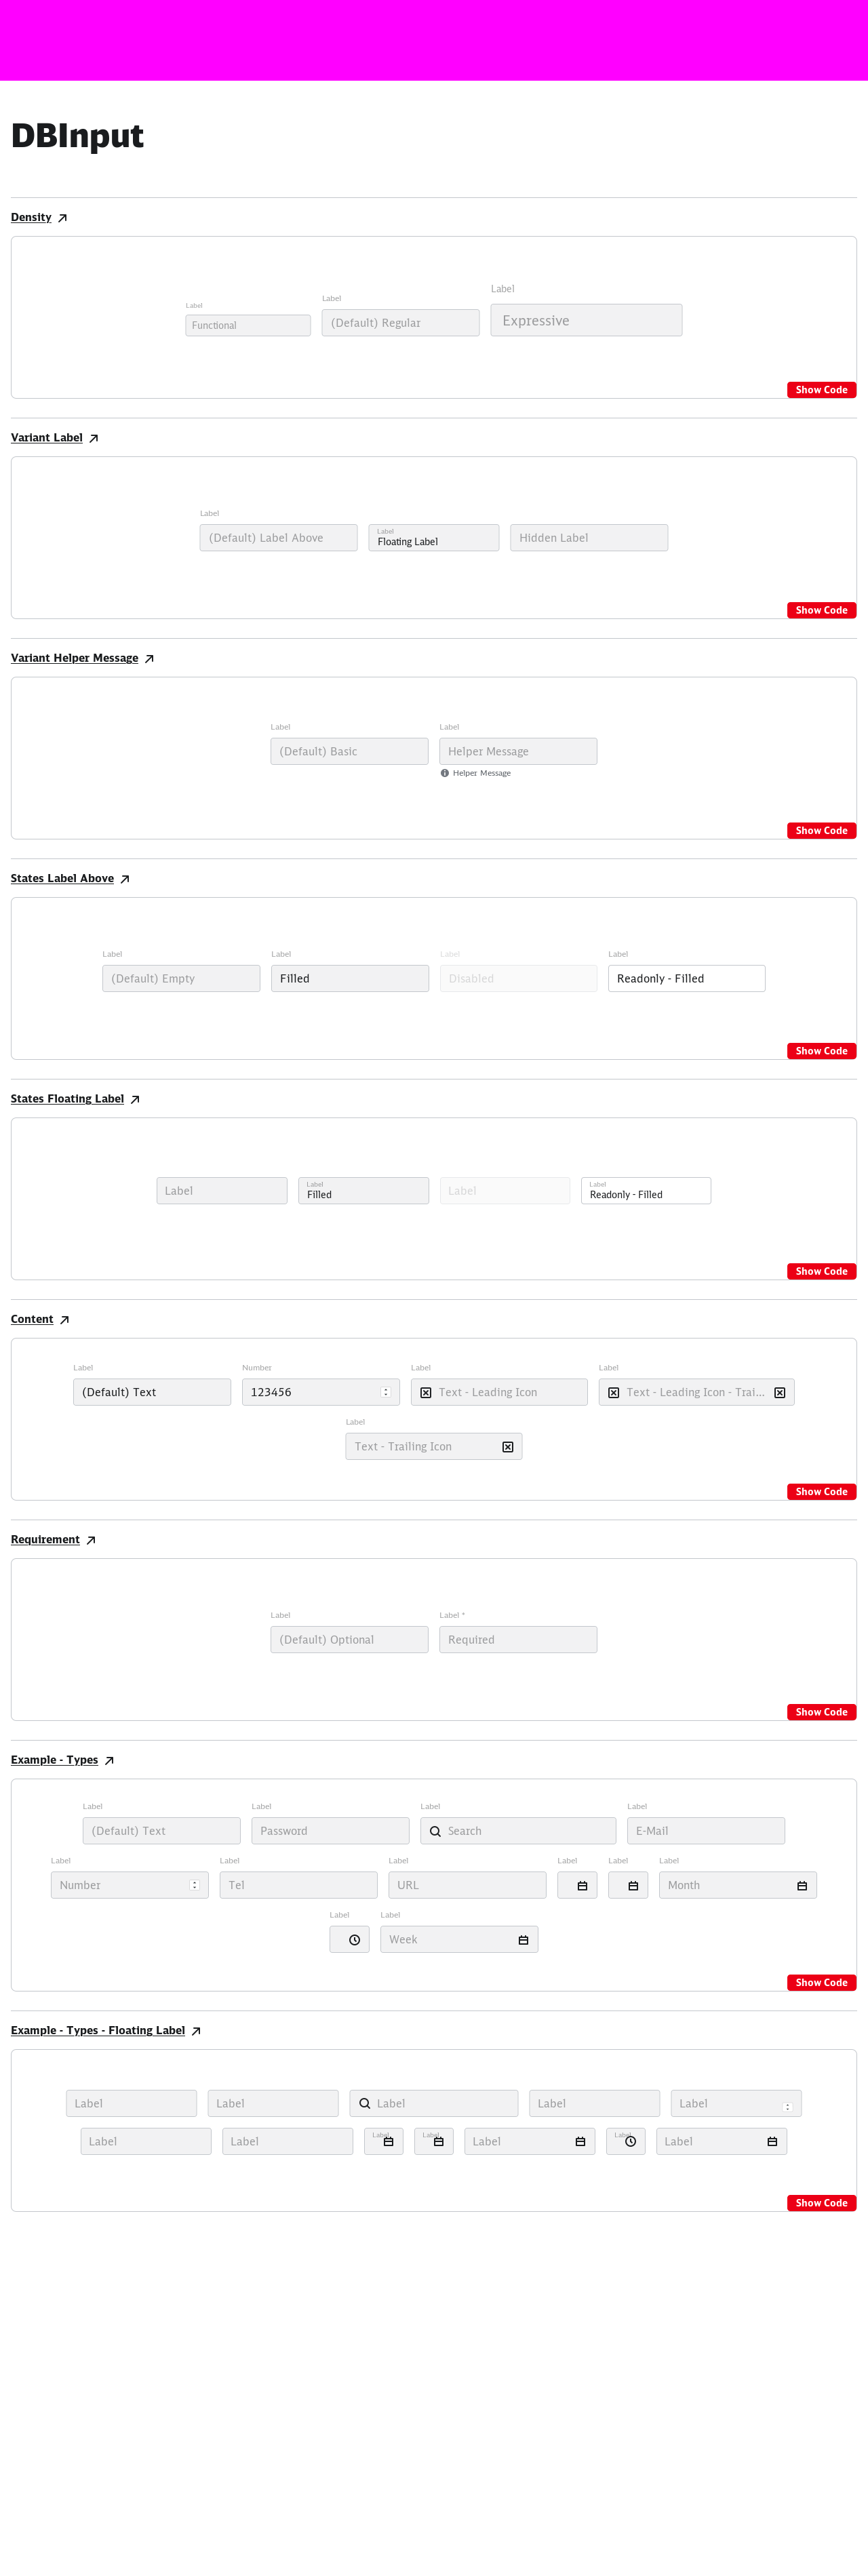 DBInput
Density
Label Label Label
Functional (Default) Regular Expressive
Show Code
Variant Label
Label
(Default) Label Above Label Floating Label Hidden Label
Show Code
Variant Helper Message
Label Label
(Default) Basic Helper Message
Helper Message
Show Code
States Label Above
Label Label Label Label
(Default) Empty Filled Disabled Readonly - Filled
Show Code
States Floating Label
Label Label Filled Label Label Readonly - Filled
Show Code
Content
Label Number Label Label
(Default) Text 123456 Text - Leading Icon Text - Leading Icon - Trai...
Label
Text - Trailing Icon
Show Code
Requirement
Label Label *
(Default) Optional Required
Show Code
Example - Types
Label Label Label Label
(Default) Text Password Search E-Mail
Label Label Label Label Label Label
Number Tel URL Month
Label Label
Week
Show Code
Example - Types - Floating Label
Label Label Label Label Label
Label Label Label Label Label Label Label
Show Code